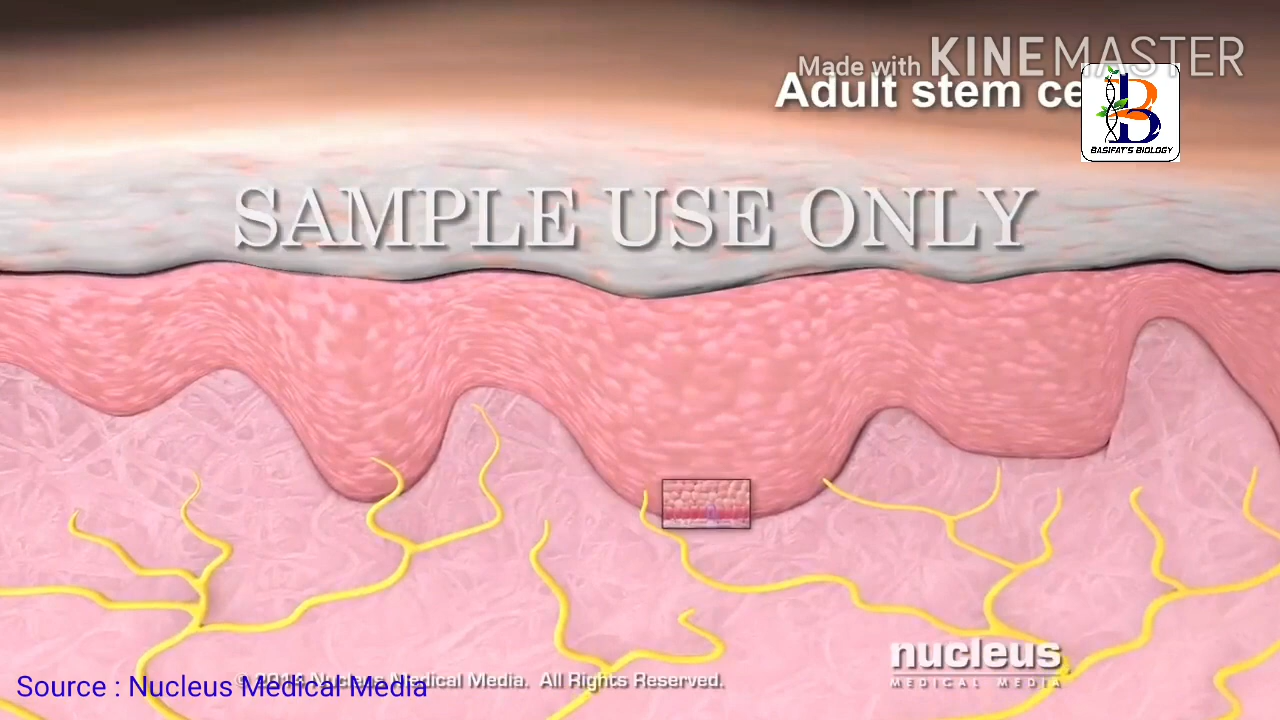 Made with KINEMASTER
Adult stem ce
BASIFAT'S BIOLOGY
SAMPLE USE ONLY
nucleus
MEDICAL MEDIA
Nucleus Medical Media. All Rights Reserved.
Source : Nucleus Medical Media